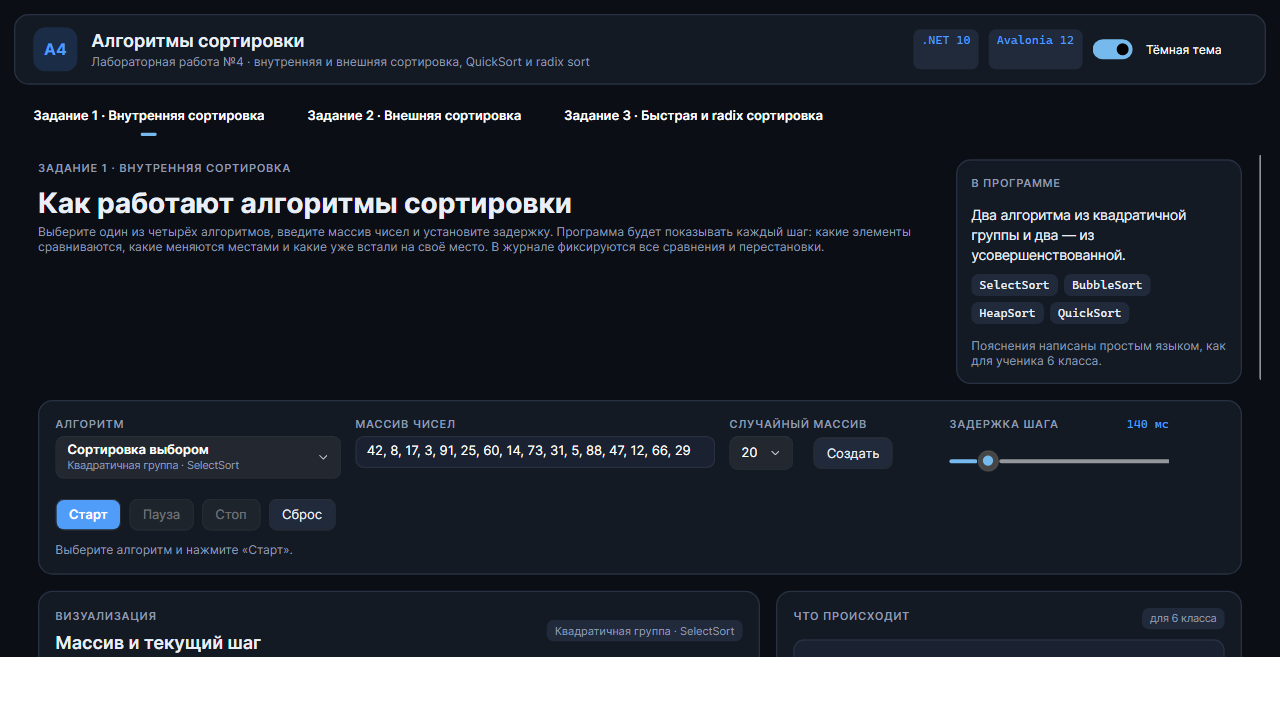 A4
Алгоритмы сортировки
Лабораторная работа №4 · внутренняя и внешняя сортировка, QuickSort и radix sort
.NET 10
Avalonia 12
Тёмная тема
Задание 1 · Внутренняя сортировка
Задание 2 · Внешняя сортировка
Задание 3 · Быстрая и radix сортировка
ЗАДАНИЕ 1 · ВНУТРЕННЯЯ СОРТИРОВКА
Как работают алгоритмы сортировки
Выберите один из четырёх алгоритмов, введите массив чисел и установите задержку. Программа будет показывать каждый шаг: какие элементы
сравниваются, какие меняются местами и какие уже встали на своё место. В журнале фиксируются все сравнения и перестановки.
В ПРОГРАММЕ
Два алгоритма из квадратичной
группы и два — из
усовершенствованной.
SelectSort
BubbleSort
HeapSort
QuickSort
Пояснения написаны простым языком, как
для ученика 6 класса.
АЛГОРИТМ
Сортировка выбором
Квадратичная группа · SelectSort
МАССИВ ЧИСЕЛ
42, 8, 17, 3, 91, 25, 60, 14, 73, 31, 5, 88, 47, 12, 66, 29
СЛУЧАЙНЫЙ МАССИВ
20
Создать
ЗАДЕРЖКА ШАГА
140 мс
Старт
Пауза
Стоп
Сброс
Выберите алгоритм и нажмите «Старт».
ВИЗУАЛИЗАЦИЯ
Массив и текущий шаг
Квадратичная группа · SelectSort
ЧТО ПРОИСХОДИТ
для 6 класса